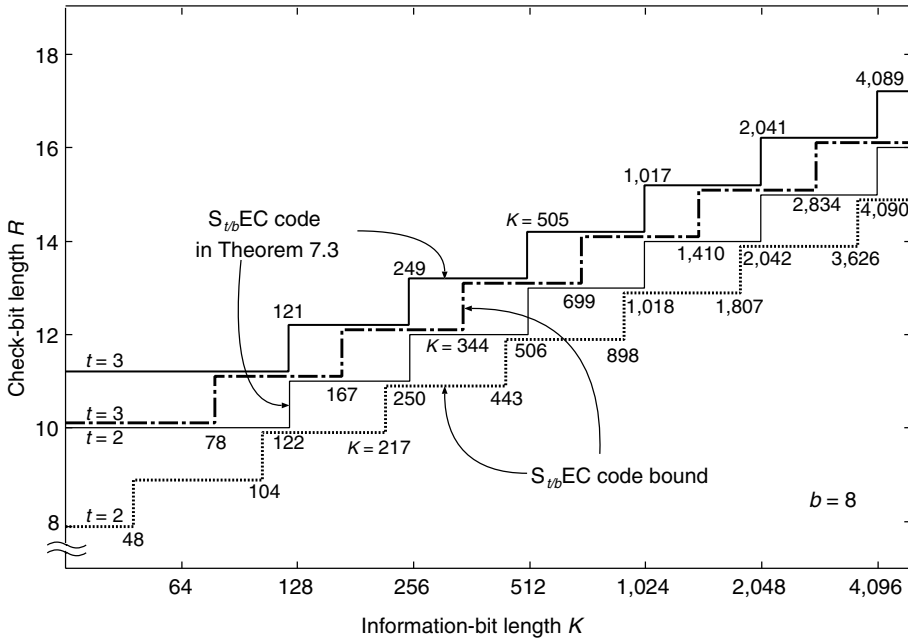 18
16
14
12
10
8
Check-bit length R
4,089
2,041
1,017
K = 505
249
121
S_{t/b}EC code
in Theorem 7.3
2,834
4,090
1,410
2,042
3,626
699
1,018
1,807
K = 344
506
898
167
250
443
t = 3
t = 3
t = 2
78
122
K = 217
104
S_{t/b}EC code bound
t = 2
48
b = 8
64
128
256
512
1,024
2,048
4,096
Information-bit length K